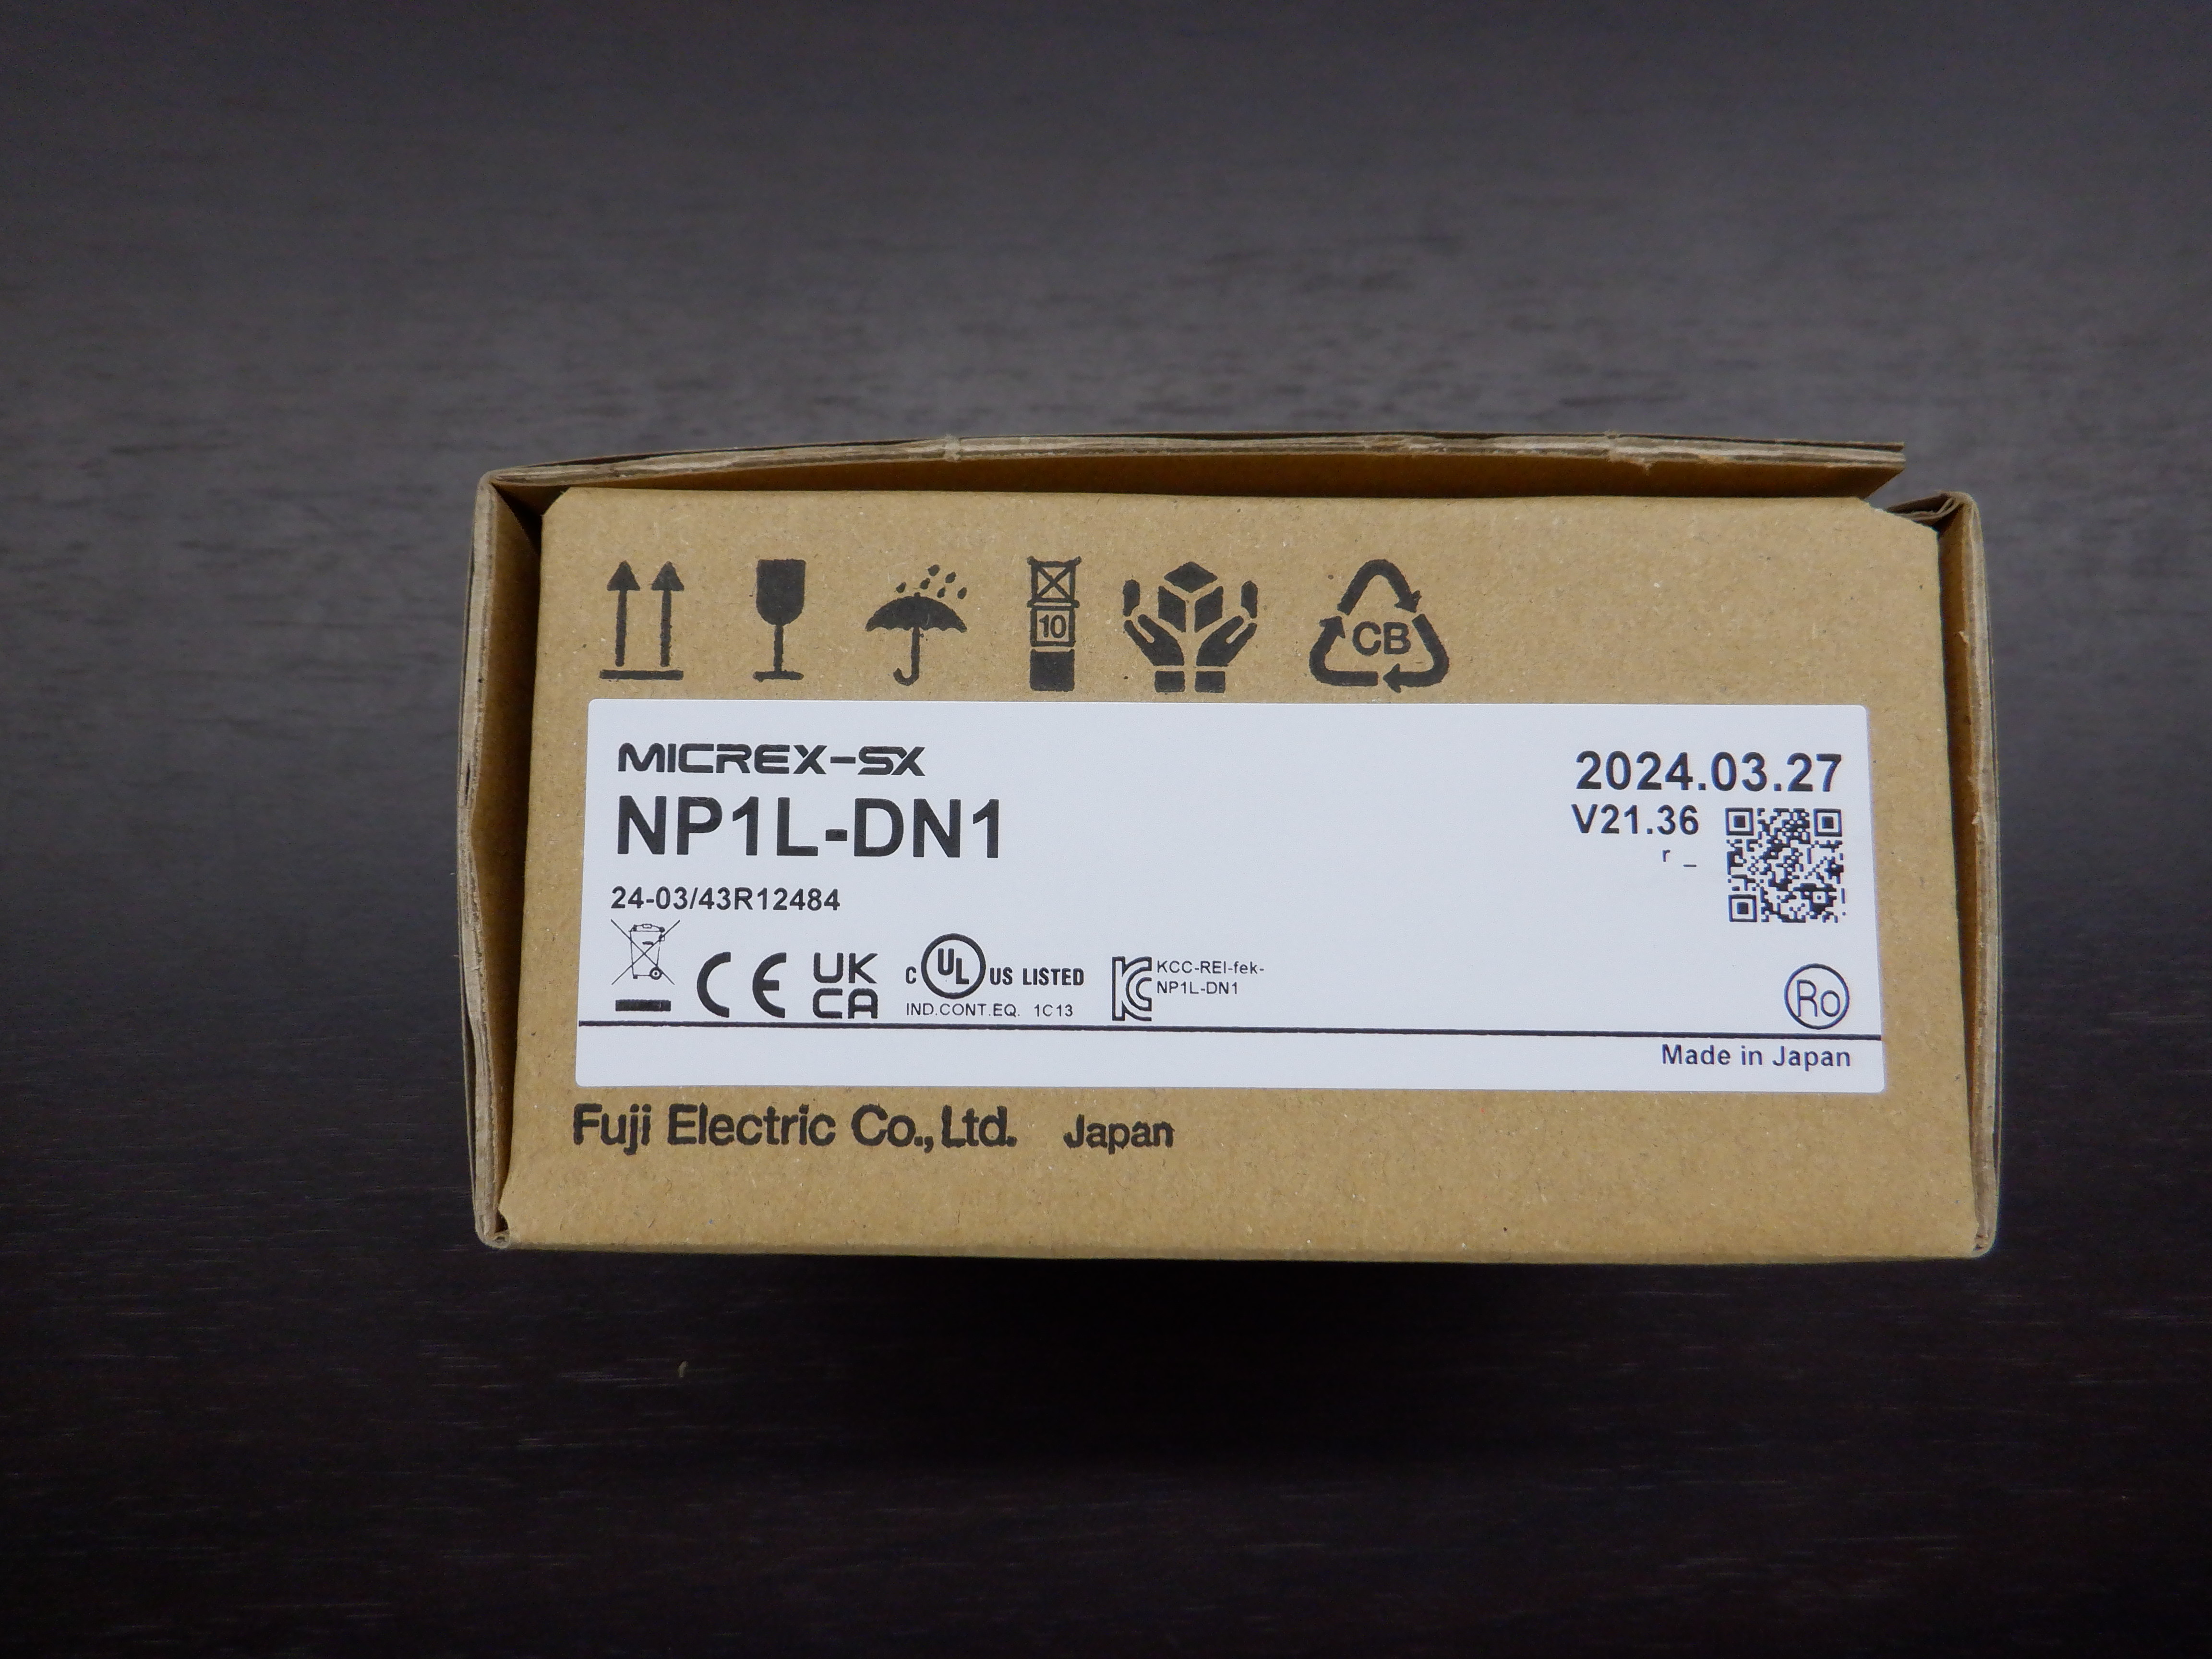 10
CB
MICREX-SX
2024.03.27
NP1L-DN1
V21.36
r _
24-03/43R12484
CE
UK
CA
C UL US LISTED
IND.CONT.EQ. 1C13
KC
KCC-REI-fek-
NP1L-DN1
Ro
Made in Japan
Fuji Electric Co.,Ltd. Japan